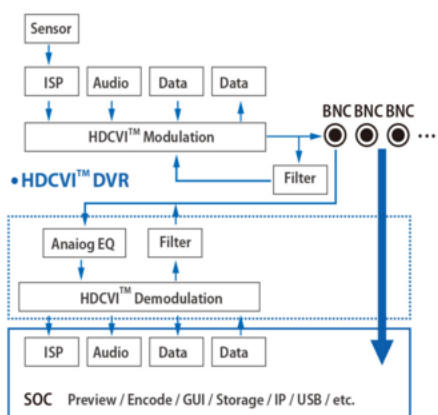 Sensor
ISP Audio Data Data
BNC BNC BNC
HDCVI™ Modulation
...
Filter
• HDCVI™ DVR
Anaiog EQ Filter
HDCVI™ Demodulation
ISP Audio Data Data
SOC Preview / Encode / GUI / Storage / IP / USB / etc.